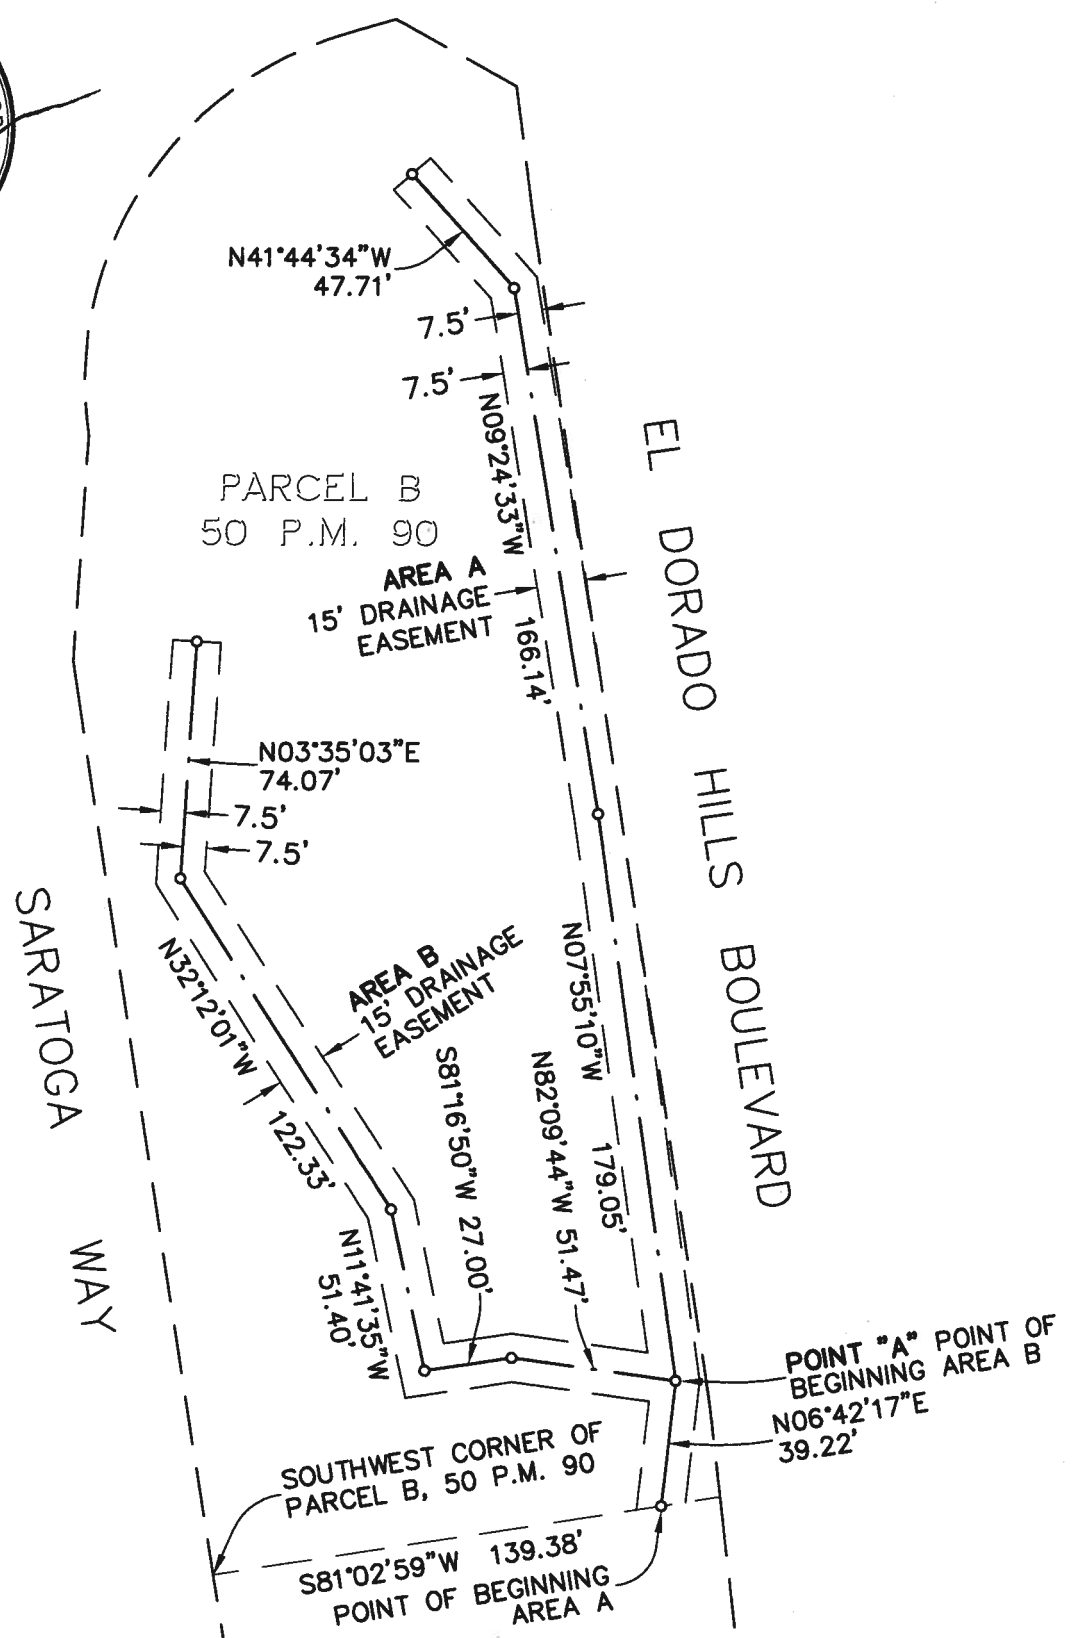 N41°44'34"W
47.71'
7.5'
7.5'
N09°24'33"W
166.14'
EL DORADO HILLS BOULEVARD
PARCEL B
50 P.M. 90
AREA A
15' DRAINAGE
EASEMENT
N03°35'03"E
74.07'
7.5'
7.5'
SARATOGA WAY
N32°12'01"W
122.33'
AREA B
15' DRAINAGE
EASEMENT
N07°55'10"W
179.05'
S81°16'50"W 27.00'
N82°09'44"W 51.47'
N11°41'35"W
51.40'
POINT "A" POINT OF
BEGINNING AREA B
N06°42'17"E
39.22'
SOUTHWEST CORNER OF
PARCEL B, 50 P.M. 90
S81°02'59"W 139.38'
POINT OF BEGINNING
AREA A